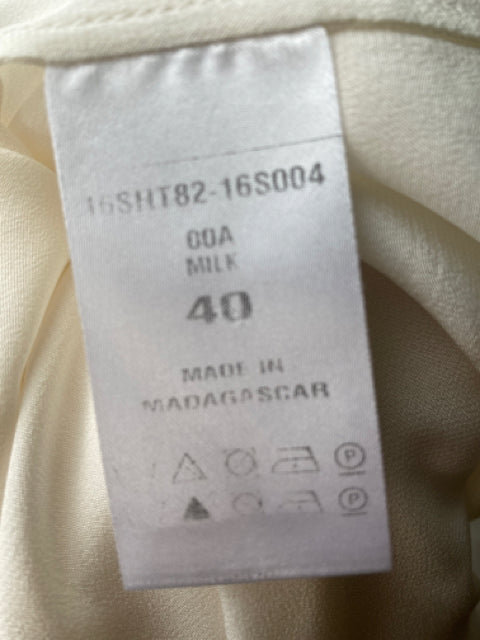 16SHT82-16S004
00A
MILK
40
MADE IN
MADAGASCAR
P
P